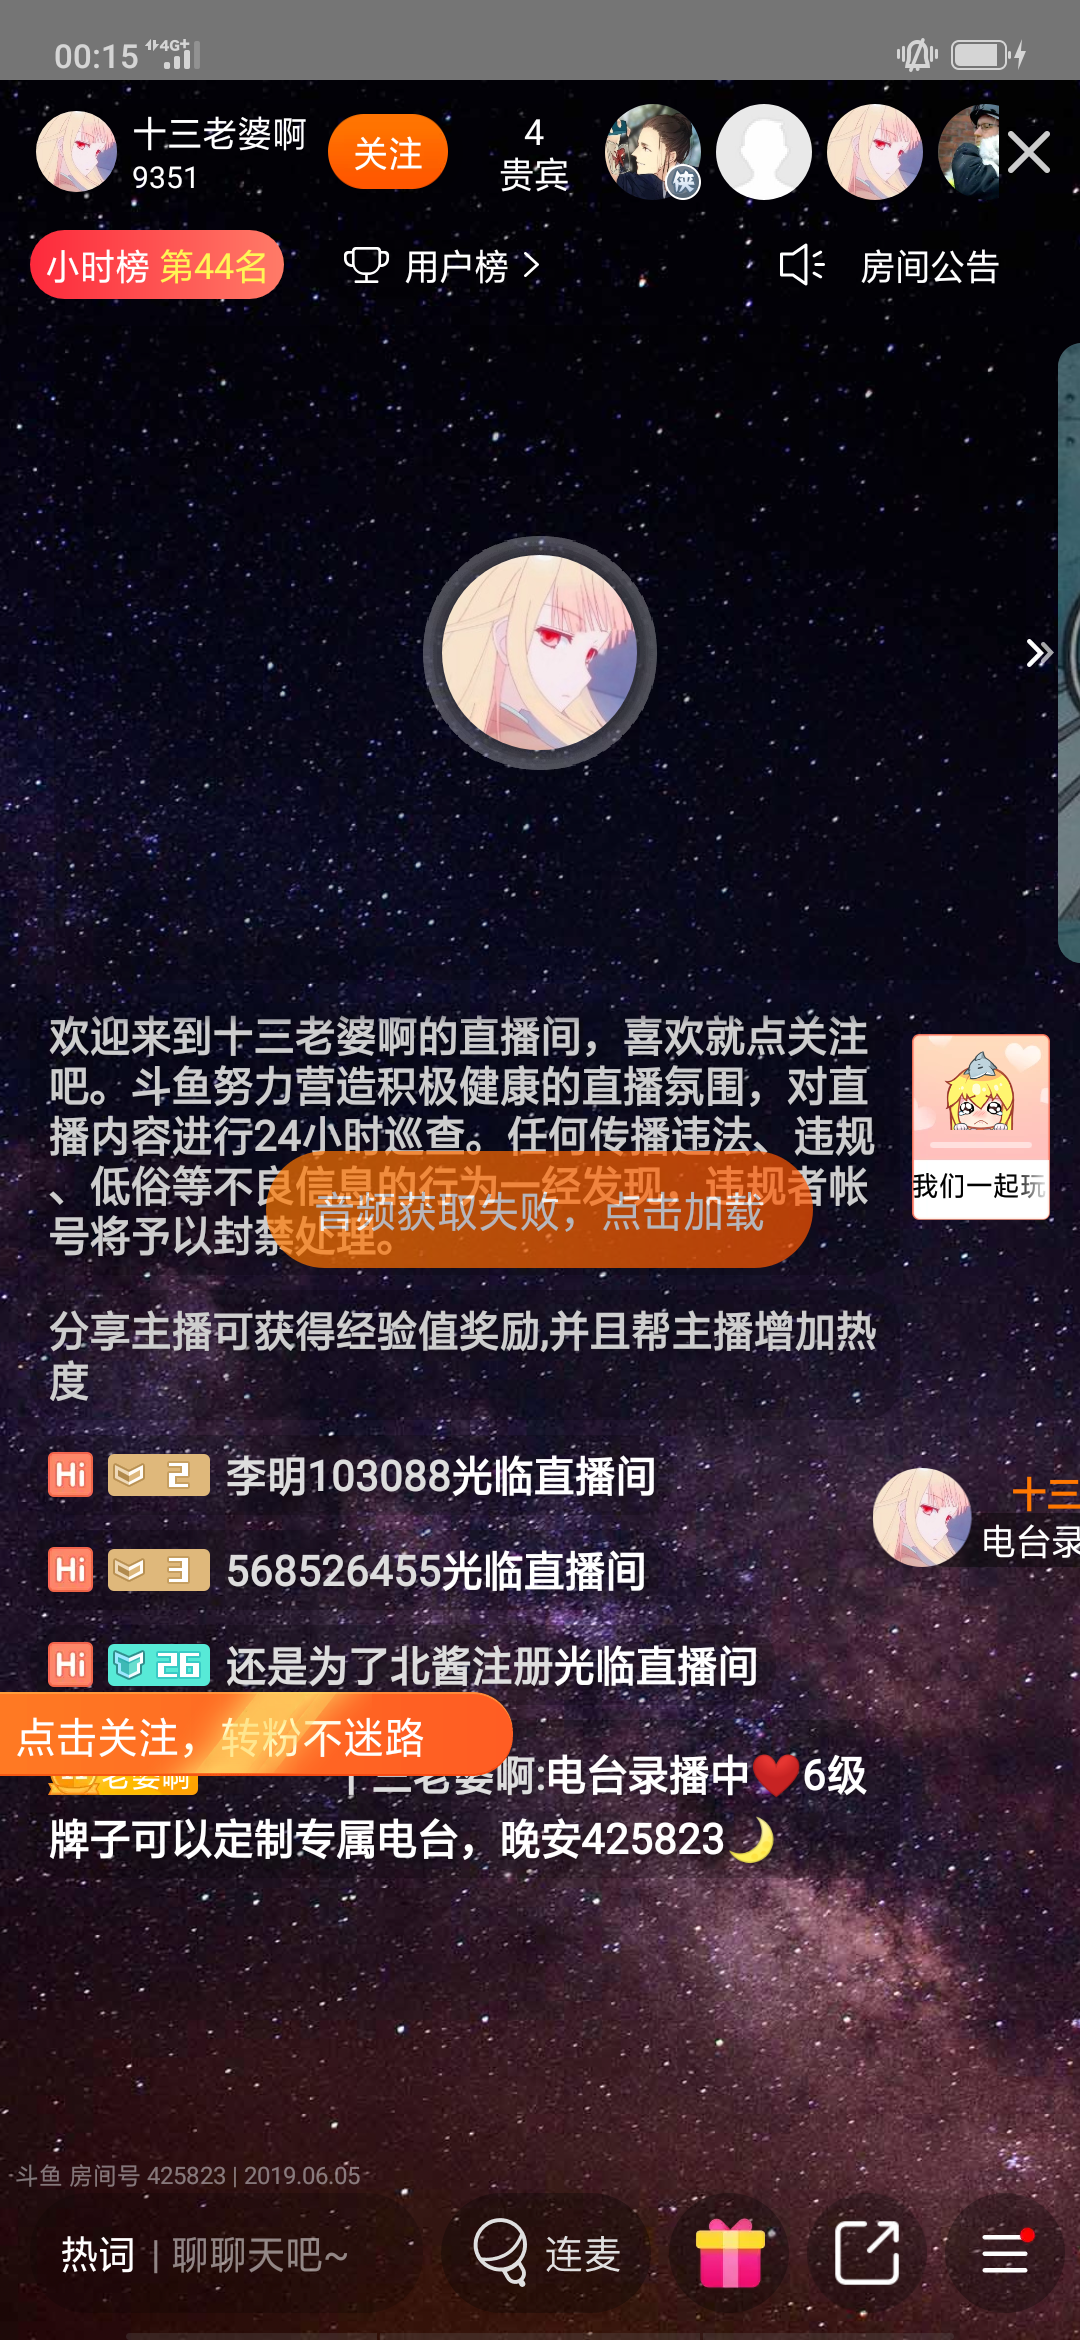 00:15
4G+
十三老婆啊
9351
关注
4
贵宾
侠
小时榜 第44名
用户榜
房间公告
欢迎来到十三老婆啊的直播间，喜欢就点关注
吧。斗鱼努力营造积极健康的直播氛围，对直
播内容进行24小时巡查。任何传播违法、违规
、低俗等不良信息的行为一经发现，违规者帐
号将予以封禁处理。
音频获取失败，点击加载
我们一起玩
分享主播可获得经验值奖励,并且帮主播增加热
度
Hi 2 李明103088光临直播间
十三
电台录
Hi 3 568526455光临直播间
Hi 26 还是为了北酱注册光临直播间
点击关注，转粉不迷路
老婆啊 十三老婆啊:电台录播中❤️6级
牌子可以定制专属电台，晚安425823🌙
斗鱼 房间号 425823 | 2019.06.05
热词 | 聊聊天吧~
连麦